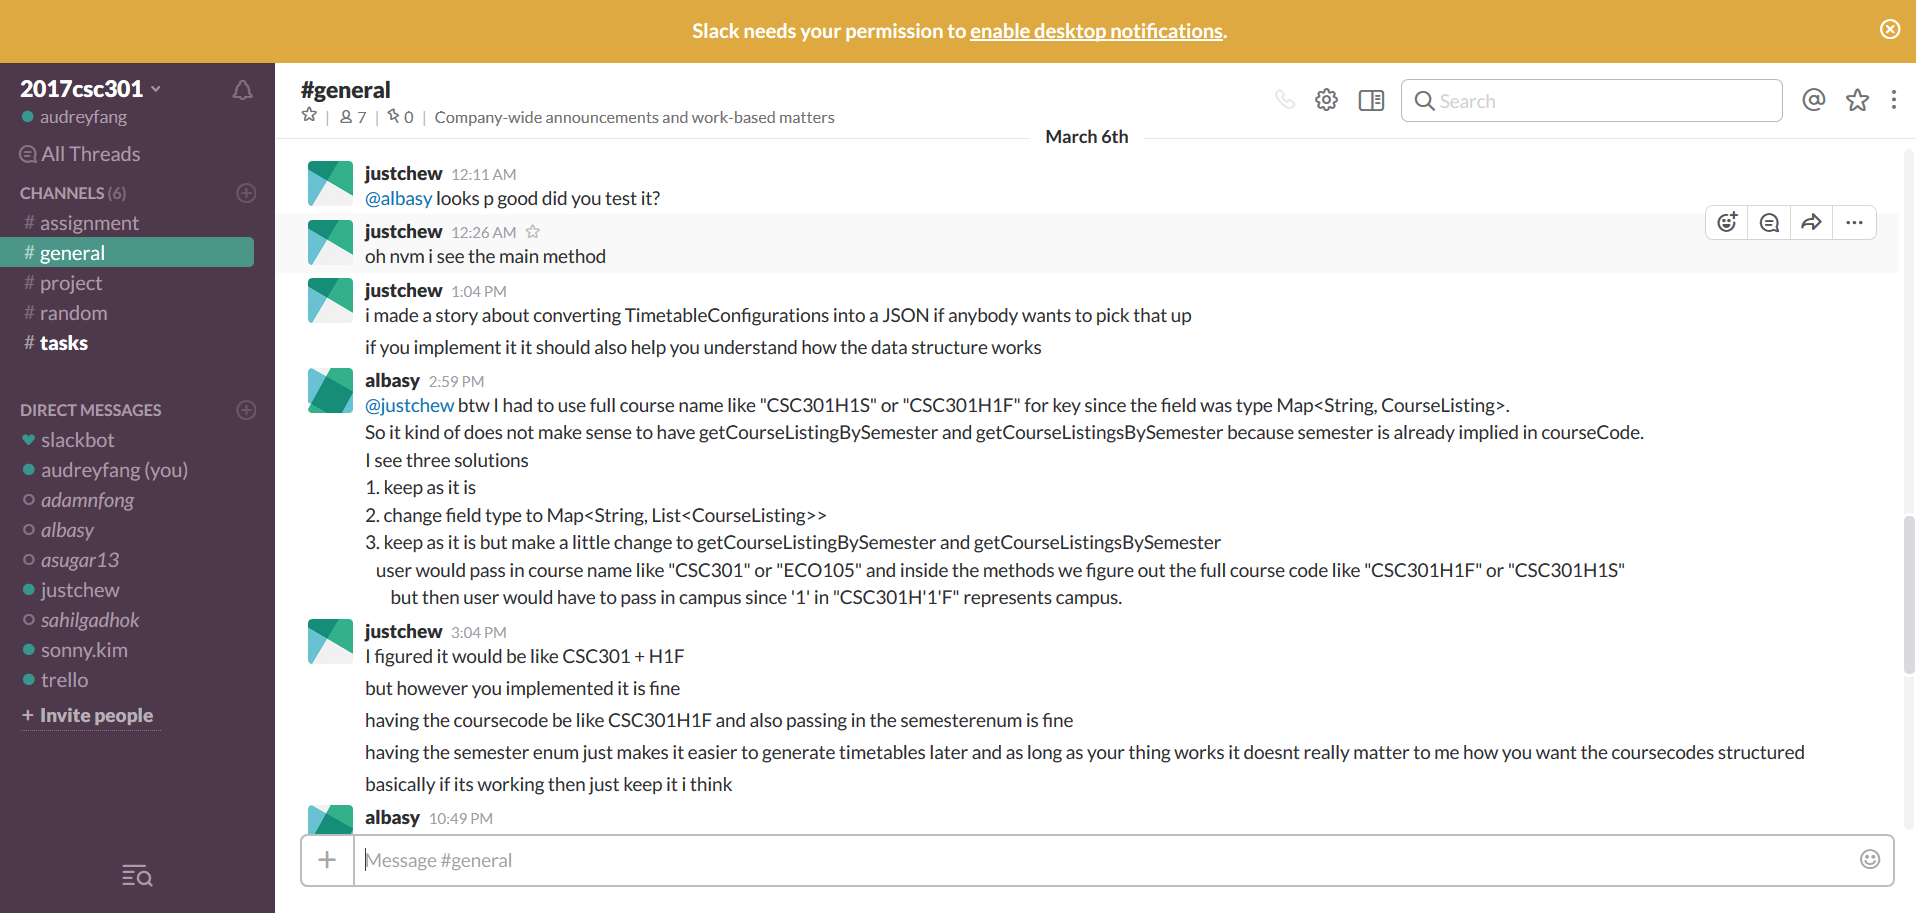 Slack needs your permission to enable desktop notifications.
2017csc301
audreyfang
All Threads
CHANNELS (6)
# assignment
# general
# project
# random
# tasks
DIRECT MESSAGES
slackbot
audreyfang (you)
adamnfong
albasy
asugar13
justchew
sahilgadhok
sonny.kim
trello
+ Invite people
#general
| 7 | 0 | Company-wide announcements and work-based matters
Search
March 6th
justchew 12:11 AM
@albasy looks p good did you test it?
justchew 12:26 AM
oh nvm i see the main method
justchew 1:04 PM
i made a story about converting TimetableConfigurations into a JSON if anybody wants to pick that up
if you implement it it should also help you understand how the data structure works
albasy 2:59 PM
@justchew btw I had to use full course name like "CSC301H1S" or "CSC301H1F" for key since the field was type Map<String, CourseListing>.
So it kind of does not make sense to have getCourseListingBySemester and getCourseListingsBySemester because semester is already implied in courseCode.
I see three solutions
1. keep as it is
2. change field type to Map<String, List<CourseListing>>
3. keep as it is but make a little change to getCourseListingBySemester and getCourseListingsBySemester
user would pass in course name like "CSC301" or "ECO105" and inside the methods we figure out the full course code like "CSC301H1F" or "CSC301H1S"
but then user would have to pass in campus since '1' in "CSC301H'1'F" represents campus.
justchew 3:04 PM
I figured it would be like CSC301 + H1F
but however you implemented it is fine
having the coursecode be like CSC301H1F and also passing in the semesterenum is fine
having the semester enum just makes it easier to generate timetables later and as long as your thing works it doesnt really matter to me how you want the coursecodes structured
basically if its working then just keep it i think
albasy 10:49 PM
Message #general